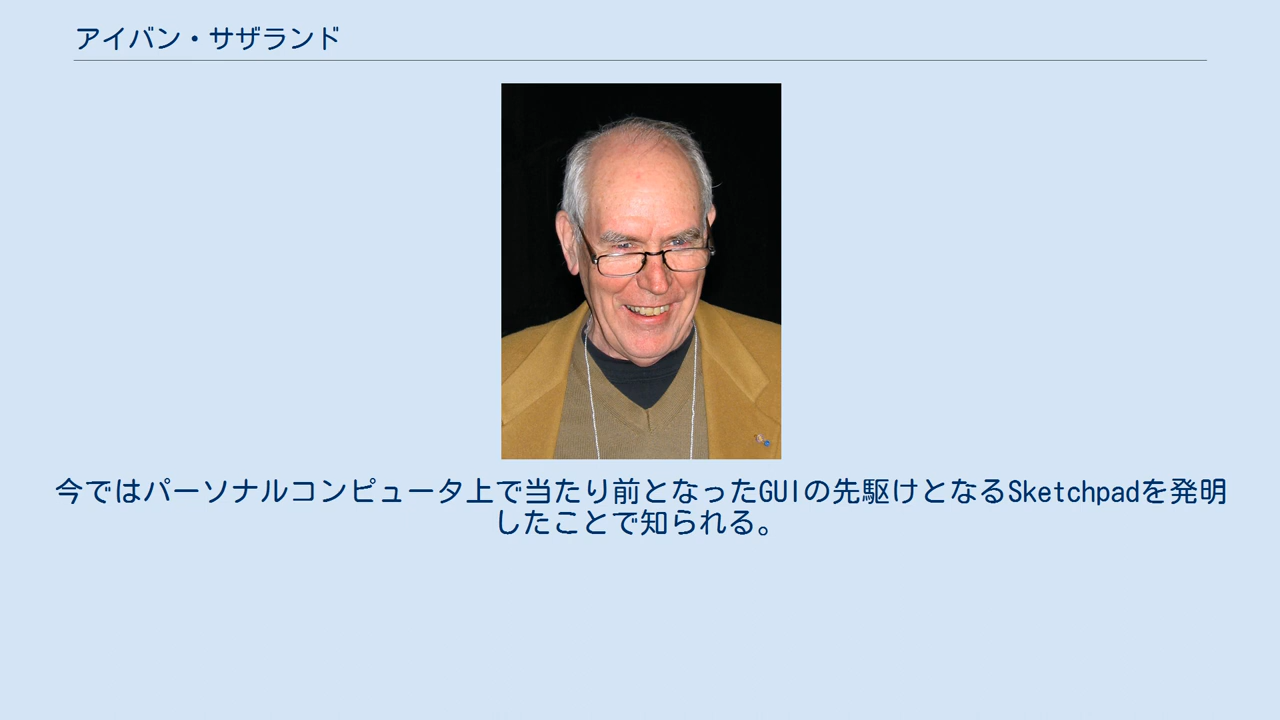 アイバン・サザランド
今ではパーソナルコンピュータ上で当たり前となったGUIの先駆けとなるSketchpadを発明
したことで知られる。